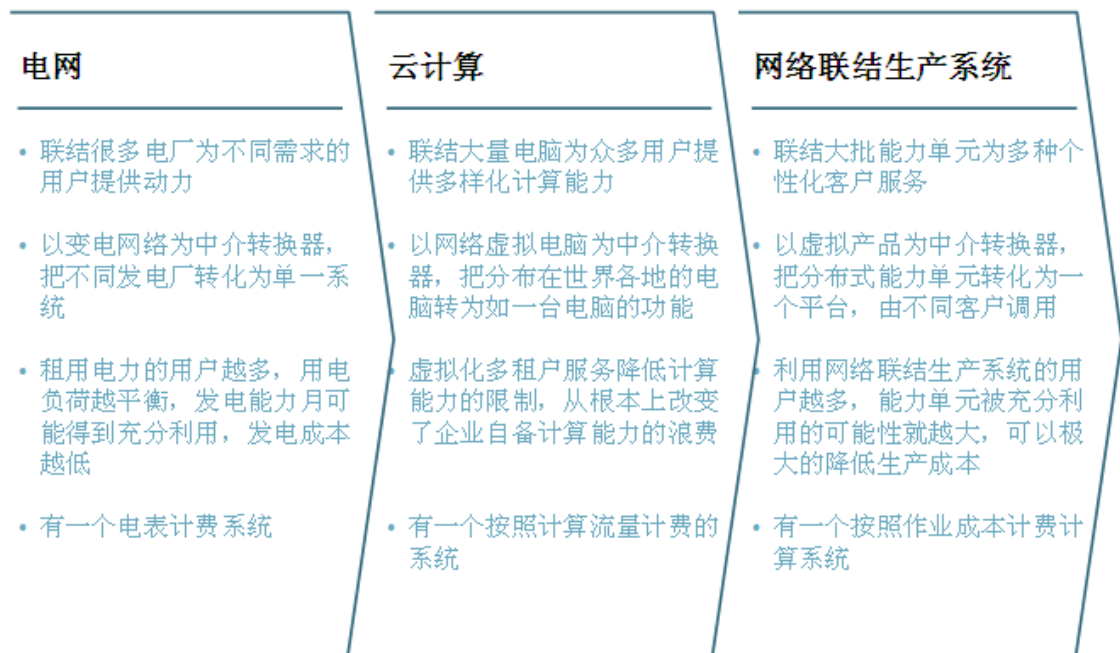 电网
• 联结很多电厂为不同需求的
用户提供动力
• 以变电网络为中介转换器，
把不同发电厂转化为单一系
统
• 租用电力的用户越多，用电
负荷越平衡，发电能力月可
能得到充分利用，发电成本
越低
• 有一个电表计费系统
云计算
• 联结大量电脑为众多用户提
供多样化计算能力
• 以网络虚拟电脑为中介转换
器，把分布在世界各地的电
脑转为如一台电脑的功能
• 虚拟化多租户服务降低计算
能力的限制，从根本上改变
了企业自备计算能力的浪费
• 有一个按照计算流量计费的
系统
网络联结生产系统
• 联结大批能力单元为多种个
性化客户服务
• 以虚拟产品为中介转换器，
把分布式能力单元转化为一
个平台，由不同客户调用
• 利用网络联结生产系统的用
户越多，能力单元被充分利
用的可能性就越大，可以极
大的降低生产成本
• 有一个按照作业成本计费计
算系统